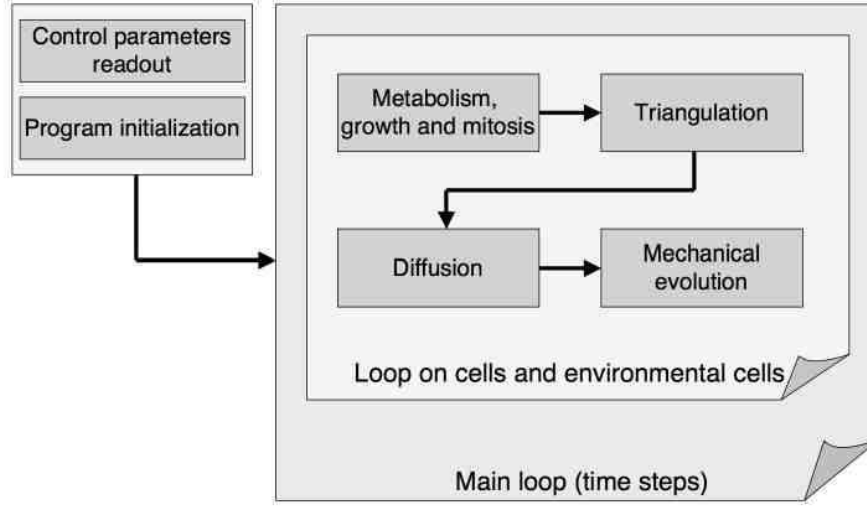 Control parameters
readout
Program initialization
Metabolism,
growth and mitosis
Triangulation
Diffusion
Mechanical
evolution
Loop on cells and environmental cells
Main loop (time steps)